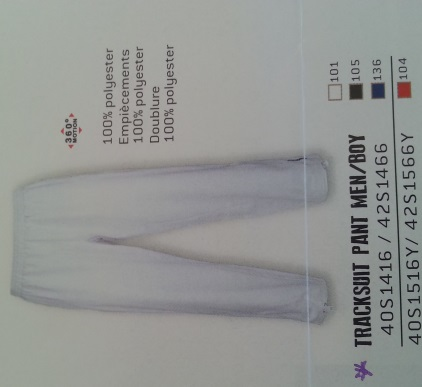 360°
MOTION
100% polyester
Empiècements
100% polyester
Doublure
100% polyester
101
105
136
104
TRACKSUIT PANT MEN/BOY
40S1416 / 42S1466
40S1516Y/ 42S1566Y